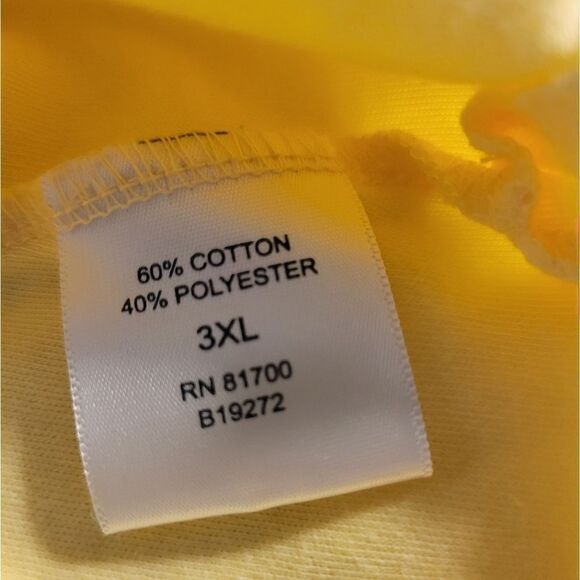 60% COTTON
40% POLYESTER
3XL
RN 81700
B19272